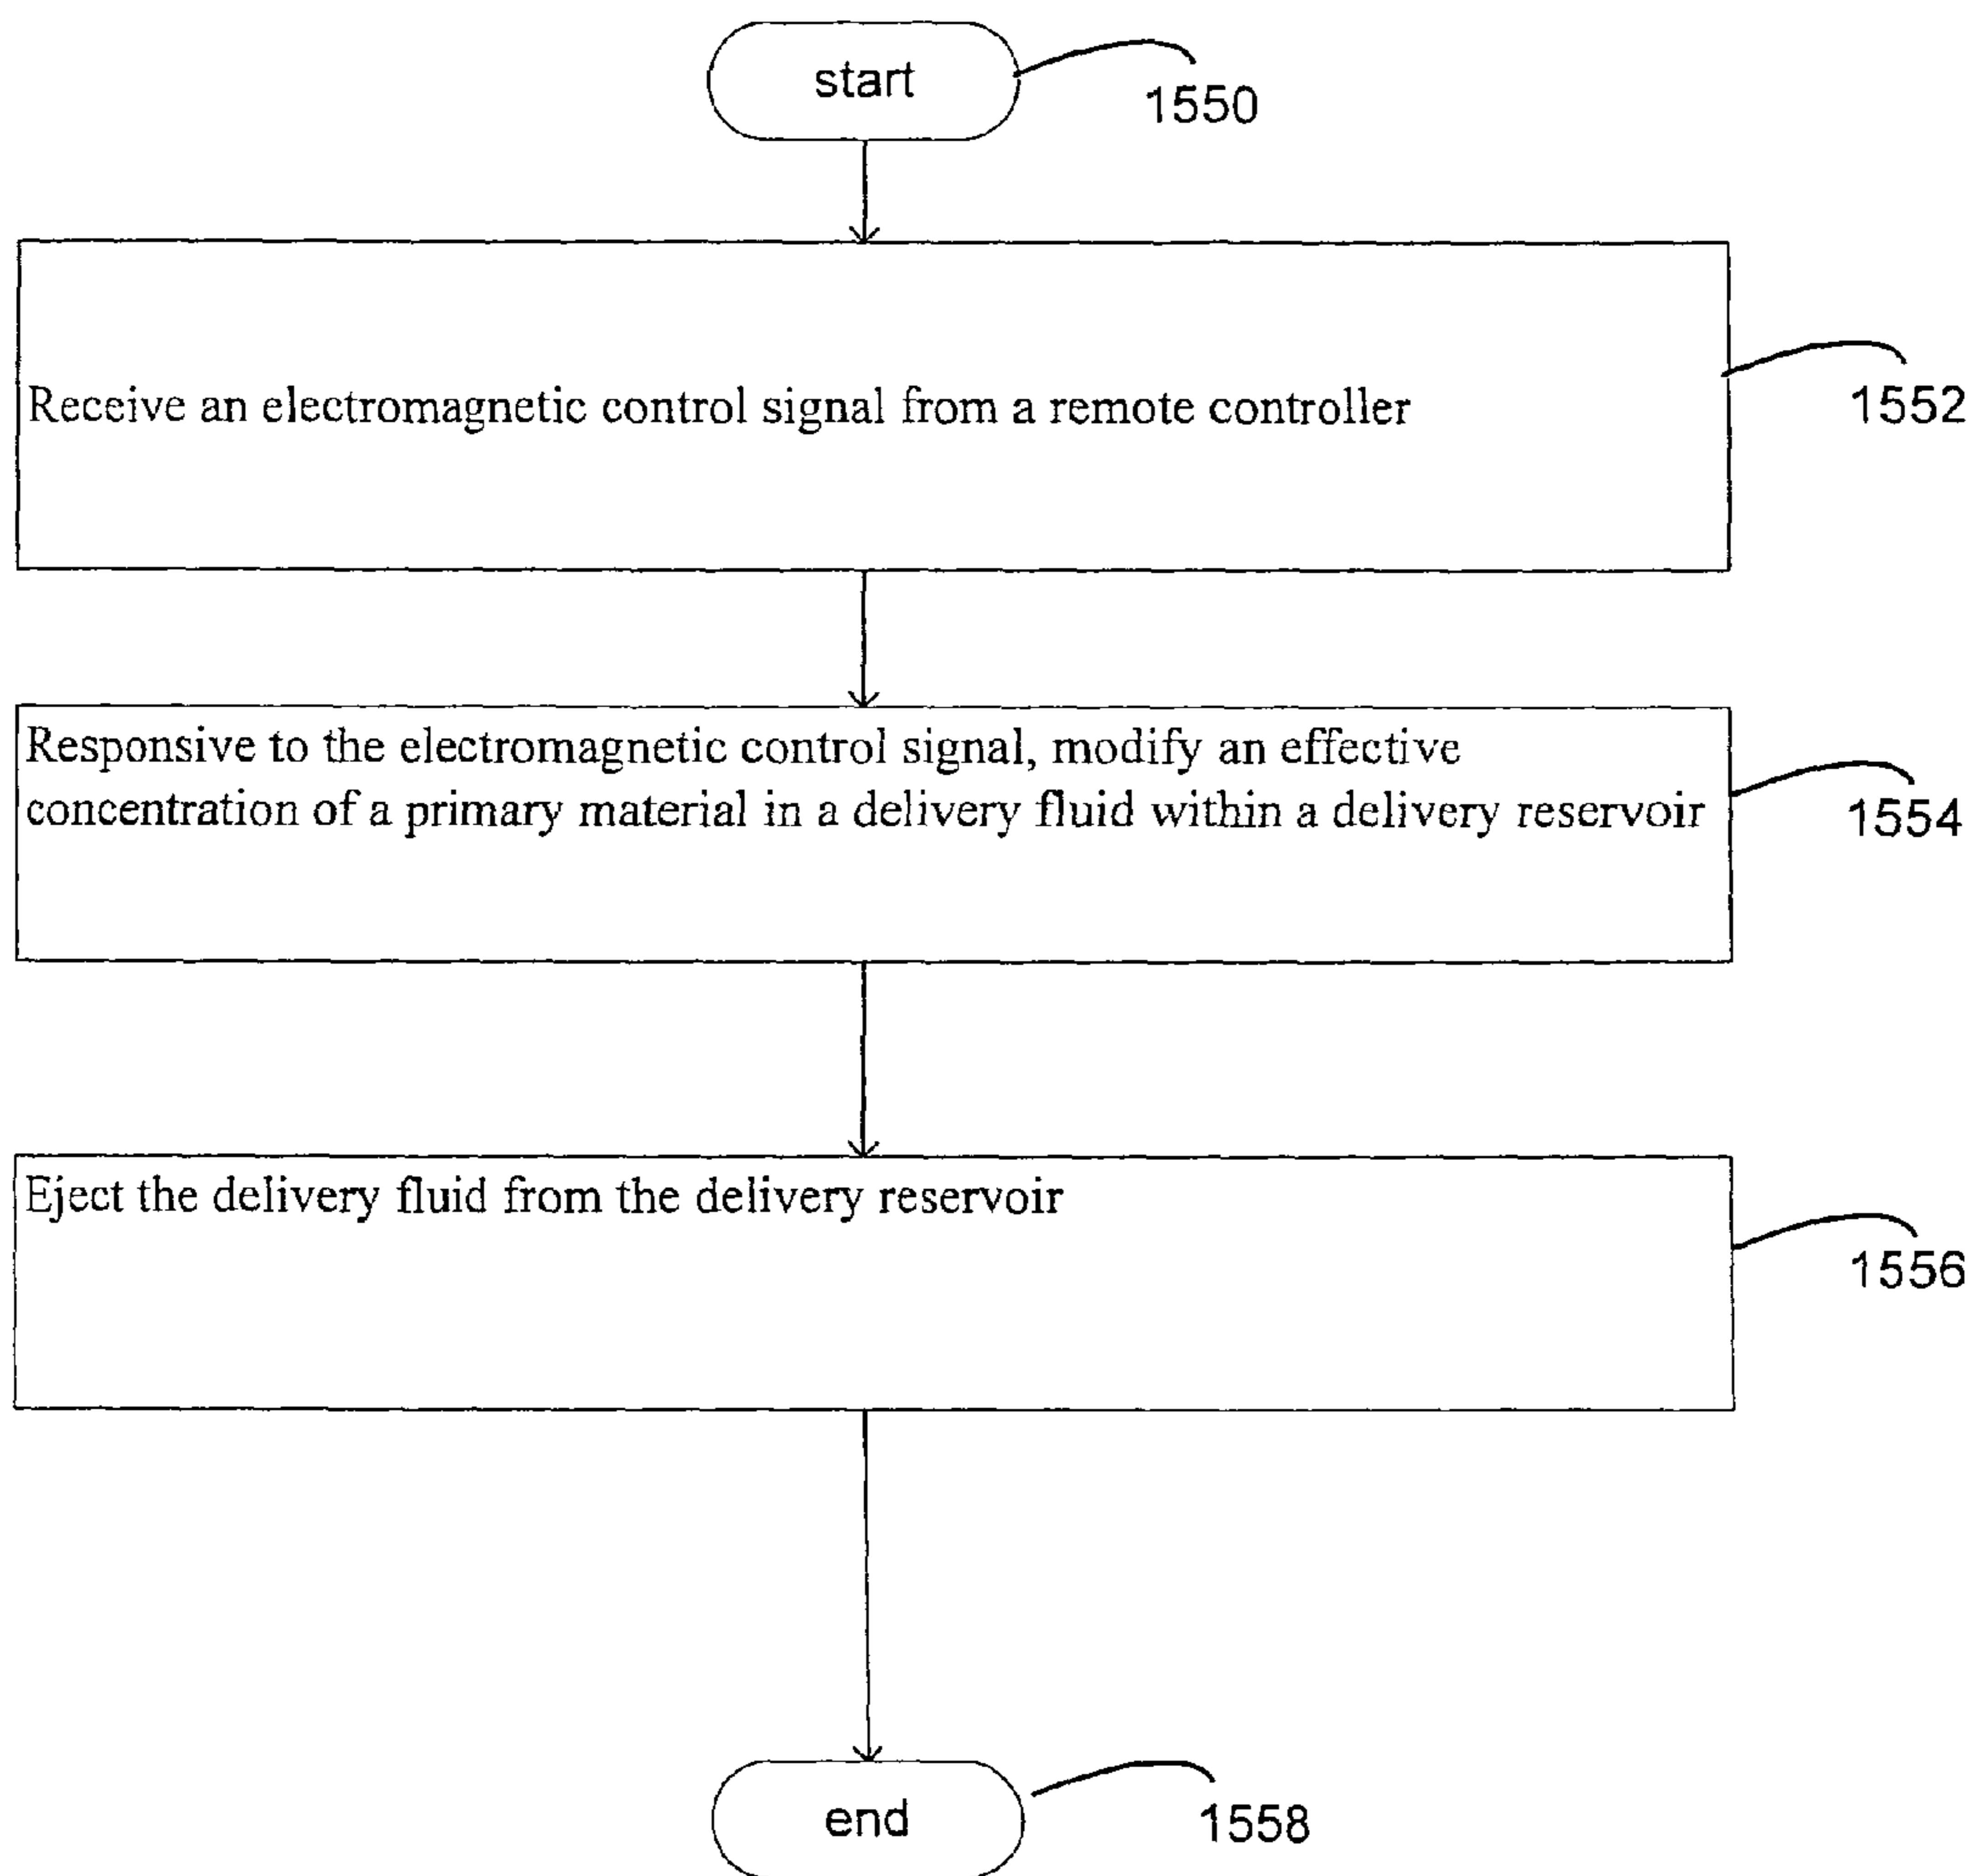 start
1550
Receive an electromagnetic control signal from a remote controller
1552
Responsive to the electromagnetic control signal, modify an effective
concentration of a primary material in a delivery fluid within a delivery reservoir
1554
Eject the delivery fluid from the delivery reservoir
1556
end
1558